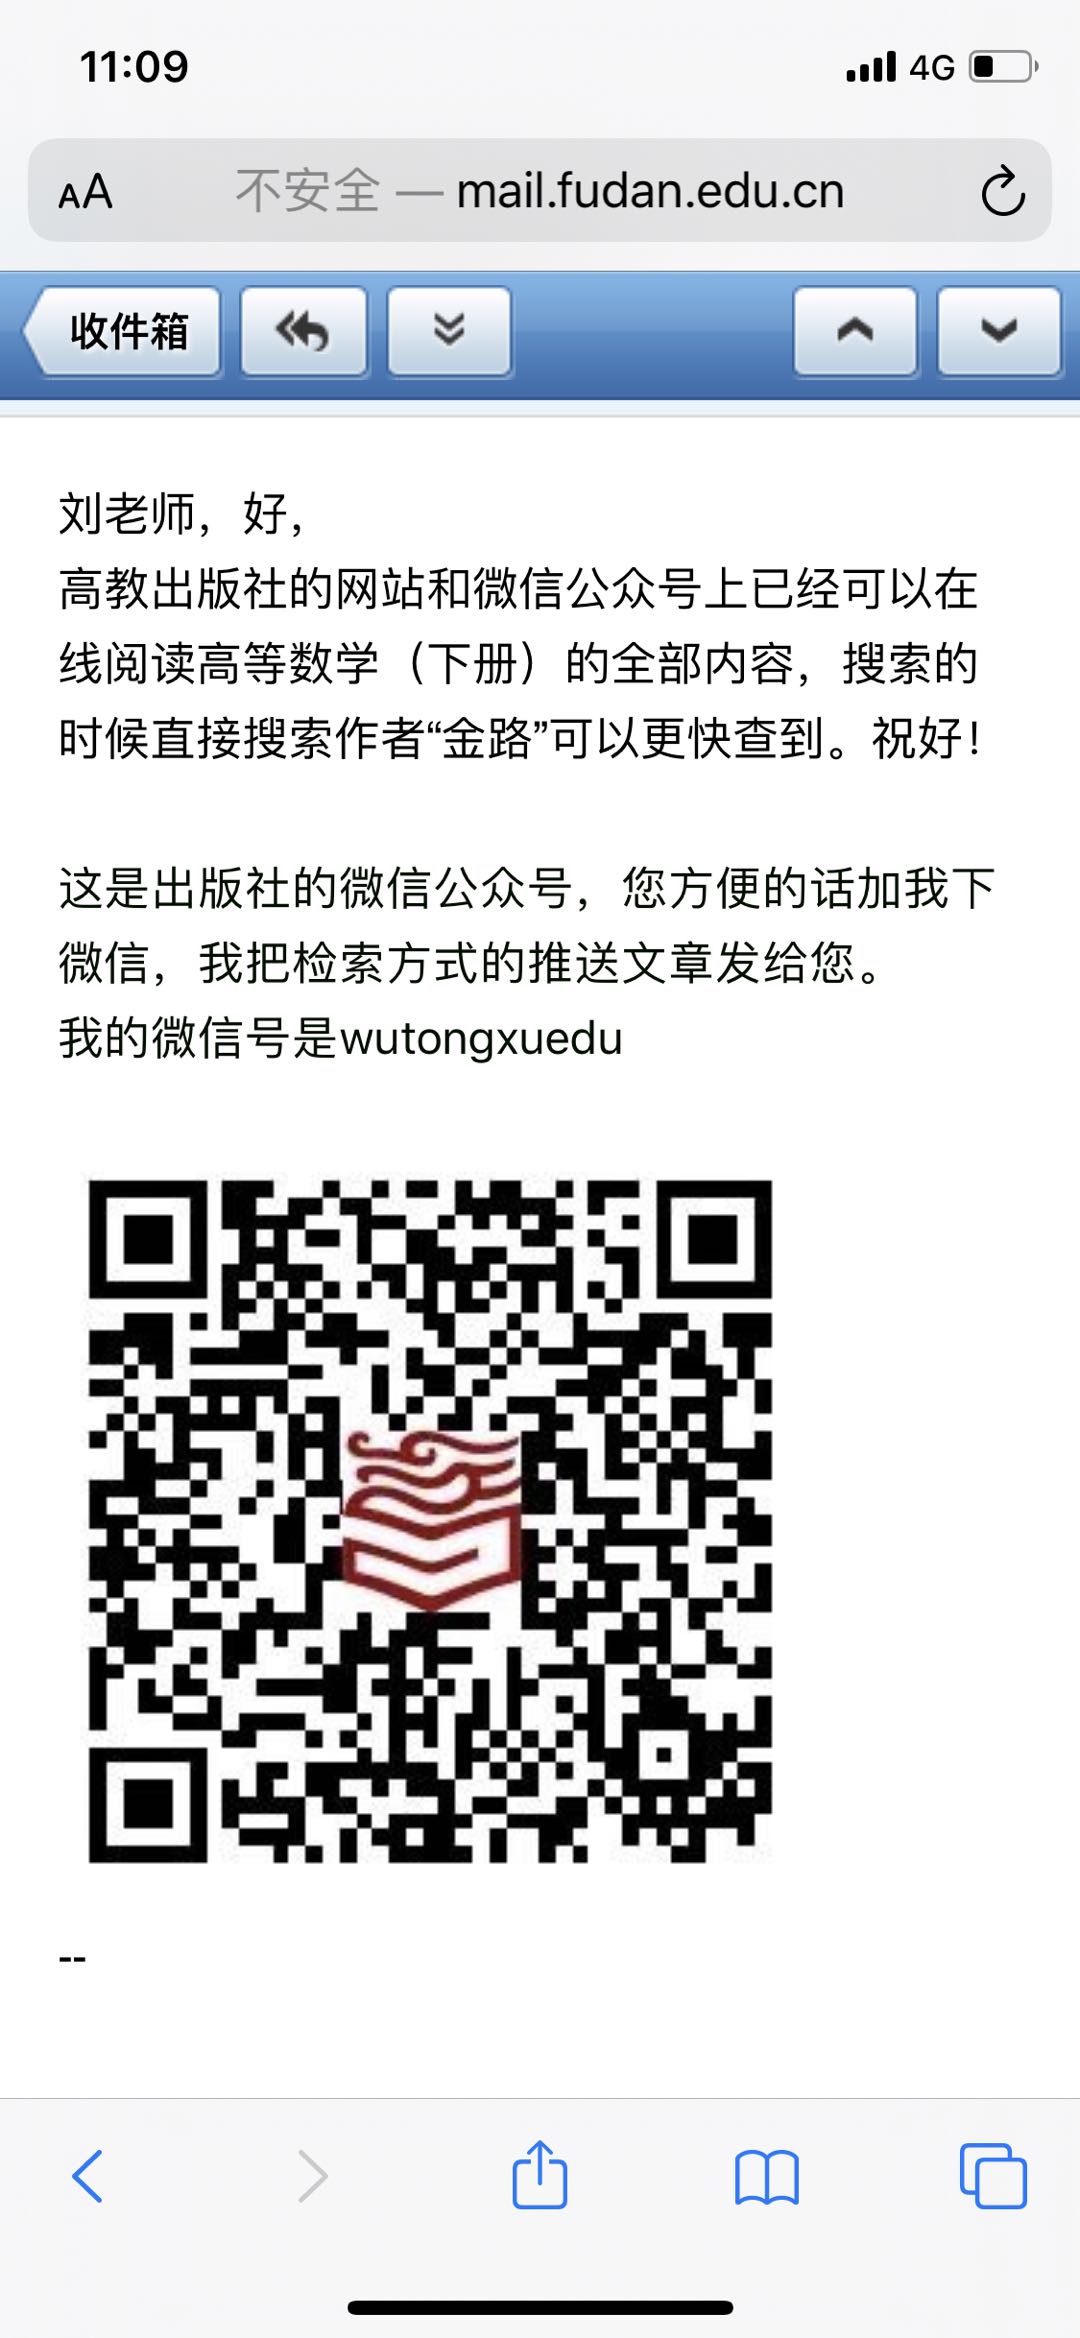 11:09
4G
AA 不安全 — mail.fudan.edu.cn
收件箱
刘老师，好，
高教出版社的网站和微信公众号上已经可以在
线阅读高等数学（下册）的全部内容，搜索的
时候直接搜索作者“金路”可以更快查到。祝好！
这是出版社的微信公众号，您方便的话加我下
微信，我把检索方式的推送文章发给您。
我的微信号是wutongxuedu
--